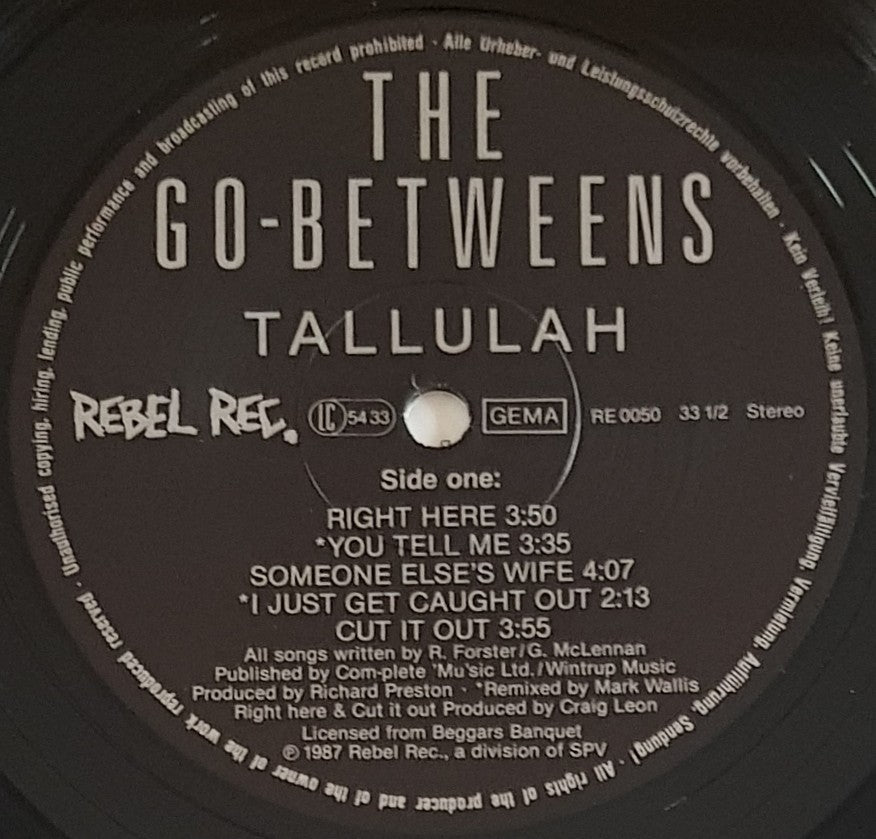 THE
GO-BETWEENS
TALLULAH
REBEL REC. LC 5433 GEMA RE 0050 33 1/2 Stereo
Side one:
RIGHT HERE 3:50
*YOU TELL ME 3:35
SOMEONE ELSE'S WIFE 4:07
*I JUST GET CAUGHT OUT 2:13
CUT IT OUT 3:55
All songs written by R. Forster/G. McLennan
Published by Com-plete 'Mu'sic Ltd./Wintrup Music
Produced by Richard Preston · *Remixed by Mark Wallis
Right here & Cut it out Produced by Craig Leon
Licensed from Beggars Banquet
℗ 1987 Rebel Rec., a division of SPV
All rights of the producer and of the owner of the work reproduced reserved · Unauthorised copying, hiring, lending, public performance and broadcasting of this record prohibited · Alle Urheber- und Leistungsschutzrechte vorbehalten · Kein Verleih! Keine unerlaubte Vervielfältigung, Vermietung, Aufführung, Sendung! ·